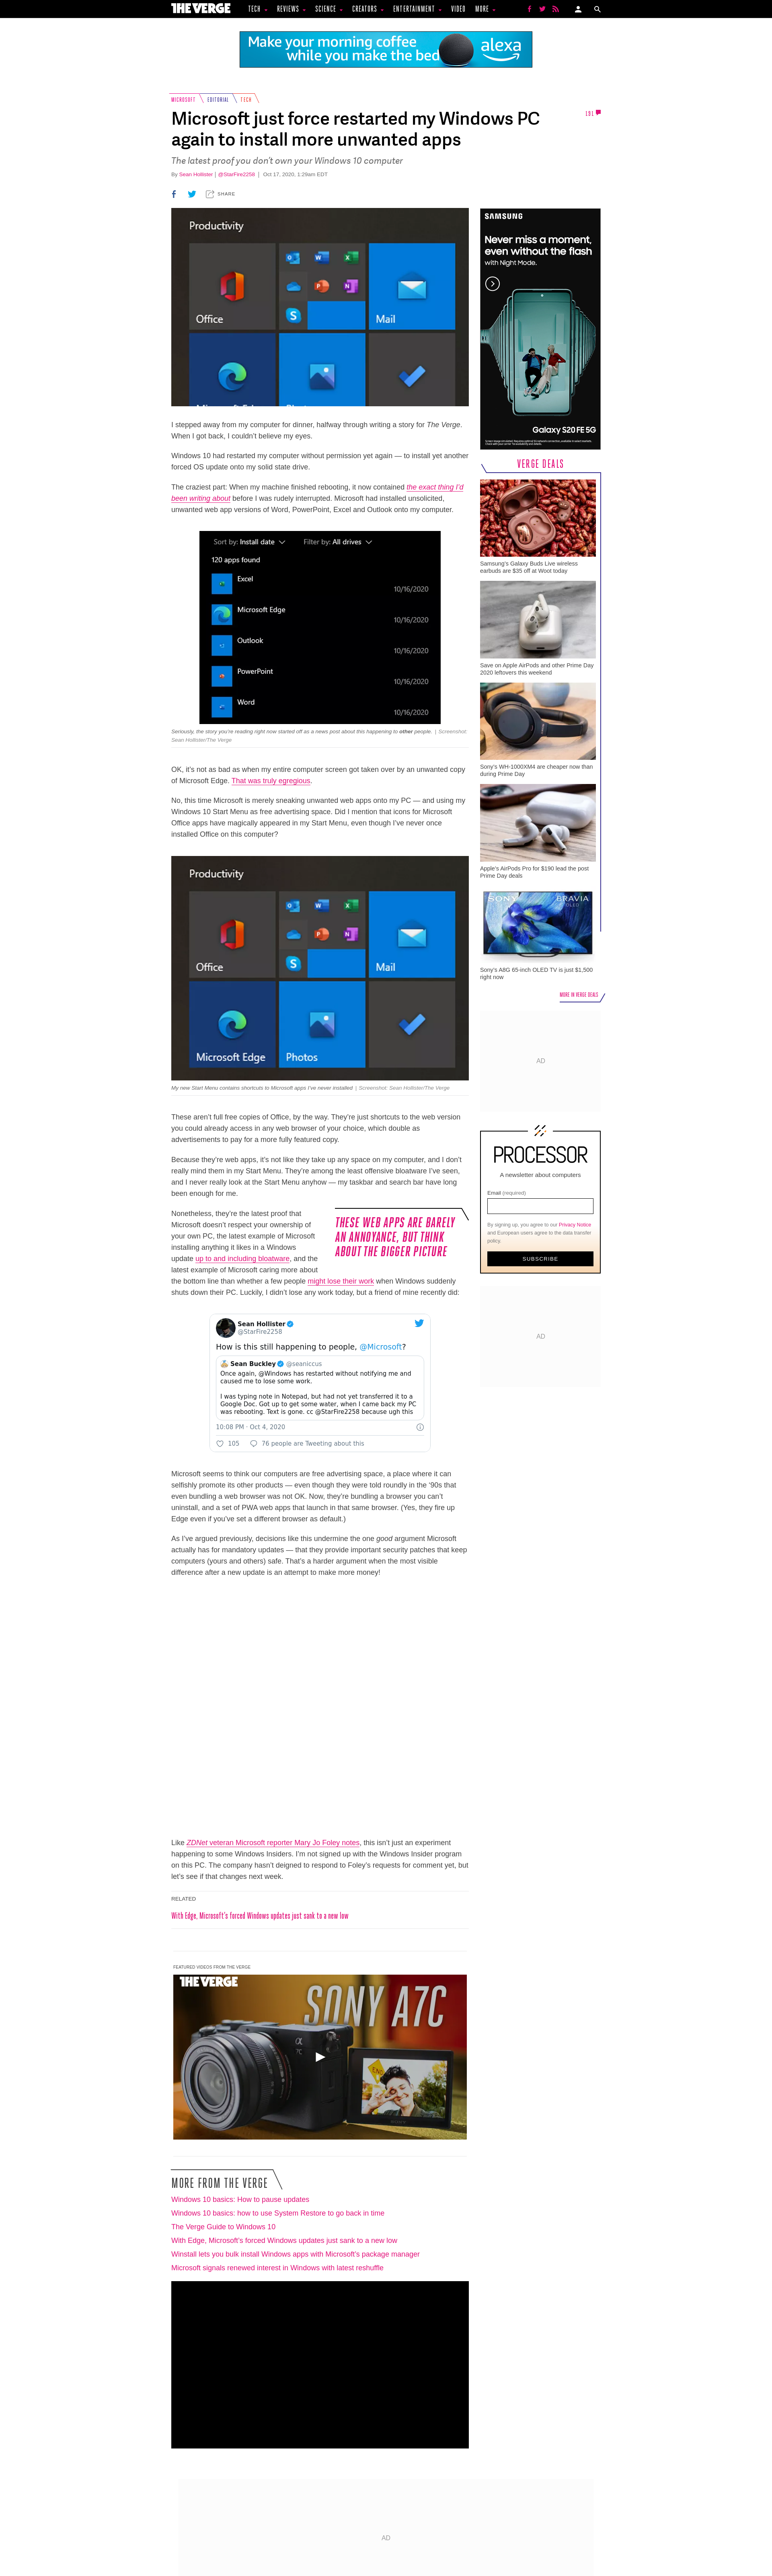 THE VERGE
TECH
REVIEWS
SCIENCE
CREATORS
ENTERTAINMENT
VIDEO
MORE
Make your morning coffee
while you make the bed
alexa
MICROSOFT
EDITORIAL
TECH
Microsoft just force restarted my Windows PC
again to install more unwanted apps
191
The latest proof you don't own your Windows 10 computer
By Sean Hollister | @StarFire2258 | Oct 17, 2020, 1:29am EDT
SHARE
Productivity
Office
Mail
I stepped away from my computer for dinner, halfway through writing a story for The Verge.
When I got back, I couldn't believe my eyes.
Windows 10 had restarted my computer without permission yet again — to install yet another
forced OS update onto my solid state drive.
The craziest part: When my machine finished rebooting, it now contained the exact thing I'd
been writing about before I was rudely interrupted. Microsoft had installed unsolicited,
unwanted web app versions of Word, PowerPoint, Excel and Outlook onto my computer.
Sort by: Install date
Filter by: All drives
120 apps found
Excel
10/16/2020
Microsoft Edge
10/16/2020
Outlook
10/16/2020
PowerPoint
10/16/2020
Word
10/16/2020
Seriously, the story you're reading right now started off as a news post about this happening to other people. | Screenshot:
Sean Hollister/The Verge
OK, it's not as bad as when my entire computer screen got taken over by an unwanted copy
of Microsoft Edge. That was truly egregious.
No, this time Microsoft is merely sneaking unwanted web apps onto my PC — and using my
Windows 10 Start Menu as free advertising space. Did I mention that icons for Microsoft
Office apps have magically appeared in my Start Menu, even though I've never once
installed Office on this computer?
Productivity
Office
Mail
Microsoft Edge
Photos
My new Start Menu contains shortcuts to Microsoft apps I've never installed | Screenshot: Sean Hollister/The Verge
These aren't full free copies of Office, by the way. They're just shortcuts to the web version
you could already access in any web browser of your choice, which double as
advertisements to pay for a more fully featured copy.
Because they're web apps, it's not like they take up any space on my computer, and I don't
really mind them in my Start Menu. They're among the least offensive bloatware I've seen,
and I never really look at the Start Menu anyhow — my taskbar and search bar have long
been enough for me.
Nonetheless, they're the latest proof that
Microsoft doesn't respect your ownership of
your own PC, the latest example of Microsoft
installing anything it likes in a Windows
update up to and including bloatware, and the
latest example of Microsoft caring more about
the bottom line than whether a few people might lose their work when Windows suddenly
shuts down their PC. Luckily, I didn't lose any work today, but a friend of mine recently did:
THESE WEB APPS ARE BARELY
AN ANNOYANCE, BUT THINK
ABOUT THE BIGGER PICTURE
Sean Hollister
@StarFire2258
How is this still happening to people, @Microsoft?
Sean Buckley @seaniccus
Once again, @Windows has restarted without notifying me and
caused me to lose some work.
I was typing note in Notepad, but had not yet transferred it to a
Google Doc. Got up to get some water, when I came back my PC
was rebooting. Text is gone. cc @StarFire2258 because ugh this
10:08 PM · Oct 4, 2020
105
76 people are Tweeting about this
Microsoft seems to think our computers are free advertising space, a place where it can
selfishly promote its other products — even though they were told roundly in the '90s that
even bundling a web browser was not OK. Now, they're bundling a browser you can't
uninstall, and a set of PWA web apps that launch in that same browser. (Yes, they fire up
Edge even if you've set a different browser as default.)
As I've argued previously, decisions like this undermine the one good argument Microsoft
actually has for mandatory updates — that they provide important security patches that keep
computers (yours and others) safe. That's a harder argument when the most visible
difference after a new update is an attempt to make more money!
Like ZDNet veteran Microsoft reporter Mary Jo Foley notes, this isn't just an experiment
happening to some Windows Insiders. I'm not signed up with the Windows Insider program
on this PC. The company hasn't deigned to respond to Foley's requests for comment yet, but
let's see if that changes next week.
RELATED
With Edge, Microsoft's forced Windows updates just sank to a new low
FEATURED VIDEOS FROM THE VERGE
THE VERGE
SONY A7C
MORE FROM THE VERGE
Windows 10 basics: How to pause updates
Windows 10 basics: how to use System Restore to go back in time
The Verge Guide to Windows 10
With Edge, Microsoft's forced Windows updates just sank to a new low
Winstall lets you bulk install Windows apps with Microsoft's package manager
Microsoft signals renewed interest in Windows with latest reshuffle
SAMSUNG
Never miss a moment,
even without the flash
with Night Mode.
Galaxy S20 FE 5G
VERGE DEALS
Samsung's Galaxy Buds Live wireless
earbuds are $35 off at Woot today
Save on Apple AirPods and other Prime Day
2020 leftovers this weekend
Sony's WH-1000XM4 are cheaper now than
during Prime Day
Apple's AirPods Pro for $190 lead the post
Prime Day deals
SONY
BRAVIA
OLED
Sony's A8G 65-inch OLED TV is just $1,500
right now
MORE IN VERGE DEALS
AD
PROCESSOR
A newsletter about computers
Email (required)
By signing up, you agree to our Privacy Notice
and European users agree to the data transfer
policy.
SUBSCRIBE
AD
AD